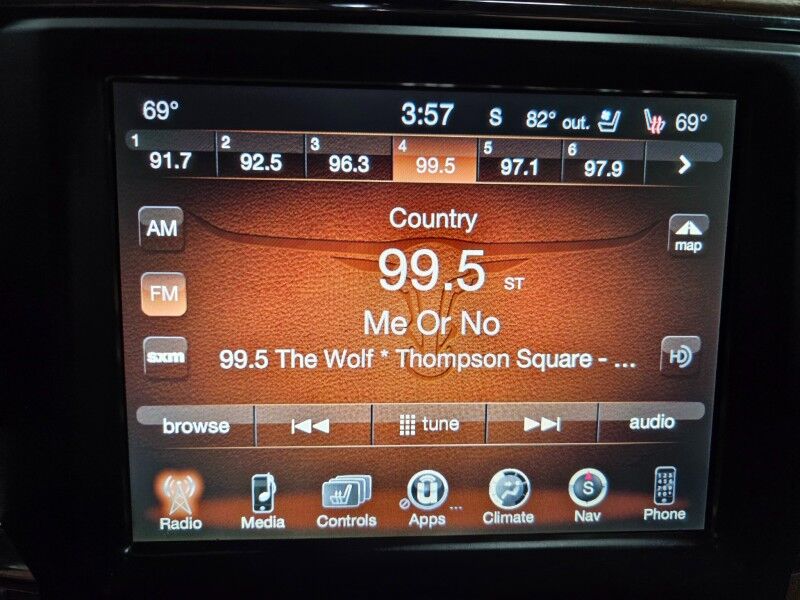 69° 3:57 S 82° out. 69°
1 91.7 2 92.5 3 96.3 4 99.5 5 97.1 6 97.9
AM Country map
99.5 ST
FM
Me Or No
sxm 99.5 The Wolf * Thompson Square - ... HD
browse tune audio
Radio Media Controls Apps ... Climate S Nav Phone